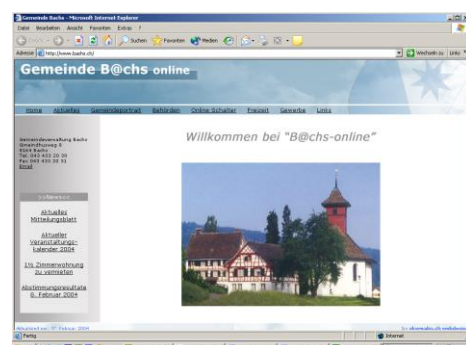 Gemeinde Bachs - Microsoft Internet Explorer
Datei Bearbeiten Ansicht Favoriten Extras ?
Zurück Suchen Favoriten Medien
Adresse http://www.bachs.ch/ Wechseln zu Links
Gemeinde B@chs online
Home Aktuelles Gemeindeportrait Behörden Online Schalter Freizeit Gewerbe Links
Willkommen bei "B@chs-online"
Gemeindeverwaltung Bachs
8164 Bachs
Tel. 043 433 20 30
Fax 043 433 20 31
Email
Aktuelles
Mitteilungsblatt
Aktueller
Veranstaltungs-
kalender 2004
1½ Zimmerwohnung
zu vermieten
Abstimmungsresultate
8. Februar 2004
Fertig Internet